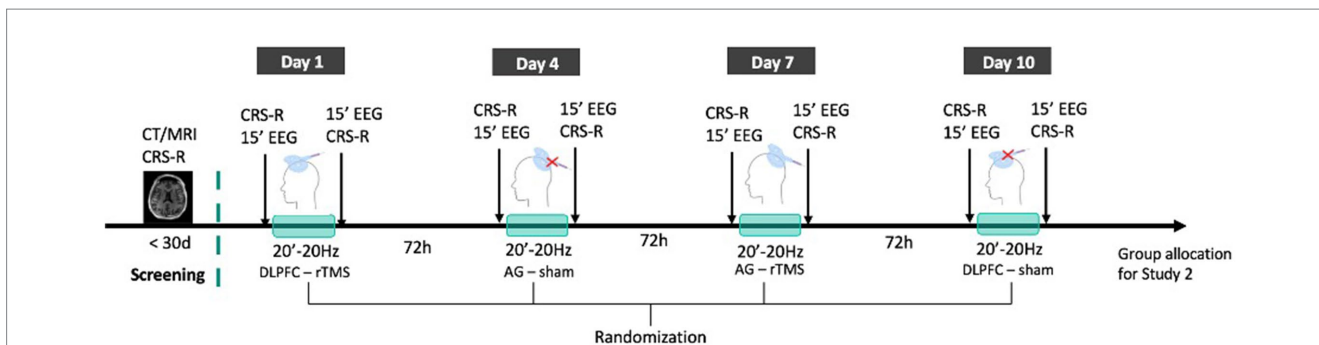 Day 1
Day 4
Day 7
Day 10
CT/MRI
CRS-R
CRS-R
15’ EEG
15’ EEG
CRS-R
CRS-R
15’ EEG
15’ EEG
CRS-R
CRS-R
15’ EEG
15’ EEG
CRS-R
CRS-R
15’ EEG
15’ EEG
CRS-R
< 30d
Screening
20’-20Hz
DLPFC – rTMS
72h
20’-20Hz
AG – sham
72h
20’-20Hz
AG – rTMS
72h
20’-20Hz
DLPFC – sham
Group allocation
for Study 2
Randomization